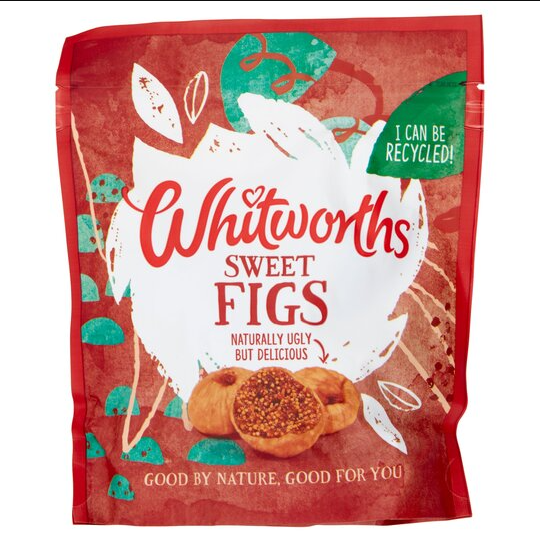 I CAN BE
RECYCLED!
Whitworths
SWEET
FIGS
NATURALLY UGLY
BUT DELICIOUS
GOOD BY NATURE, GOOD FOR YOU